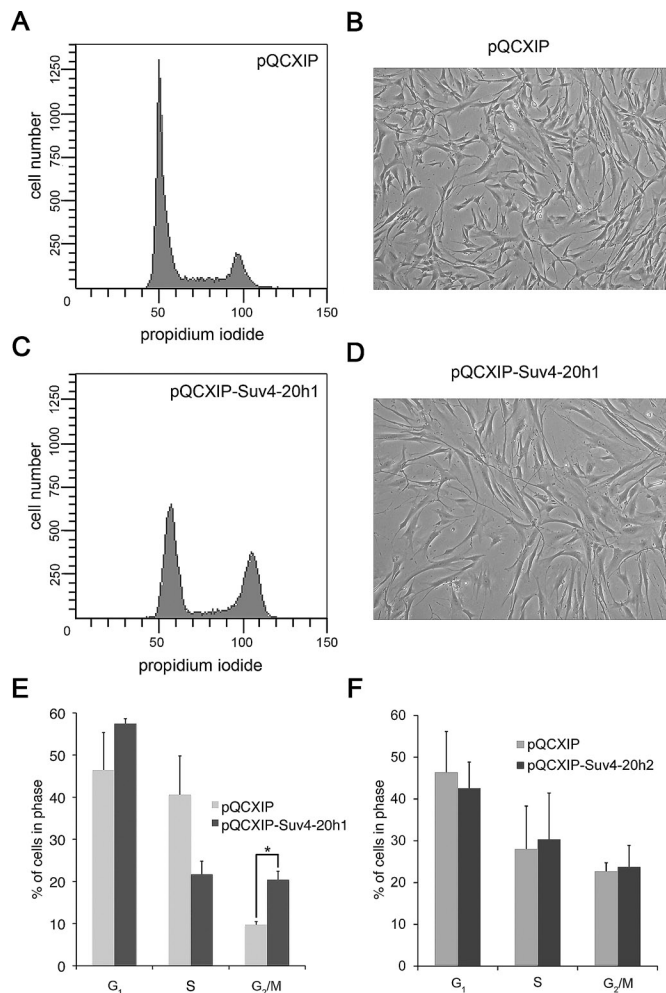 A
pQCXIP
cell number
1250
1000
750
500
250
0
50
100
150
propidium iodide
B
pQCXIP
C
pQCXIP-Suv4-20h1
cell number
1250
1000
750
500
250
0
50
100
150
propidium iodide
D
pQCXIP-Suv4-20h1
E
% of cells in phase
60
50
40
30
20
10
0
pQCXIP
pQCXIP-Suv4-20h1
*
G₁ S G₂/M
F
% of cells in phase
60
50
40
30
20
10
0
pQCXIP
pQCXIP-Suv4-20h2
G₁ S G₂/M